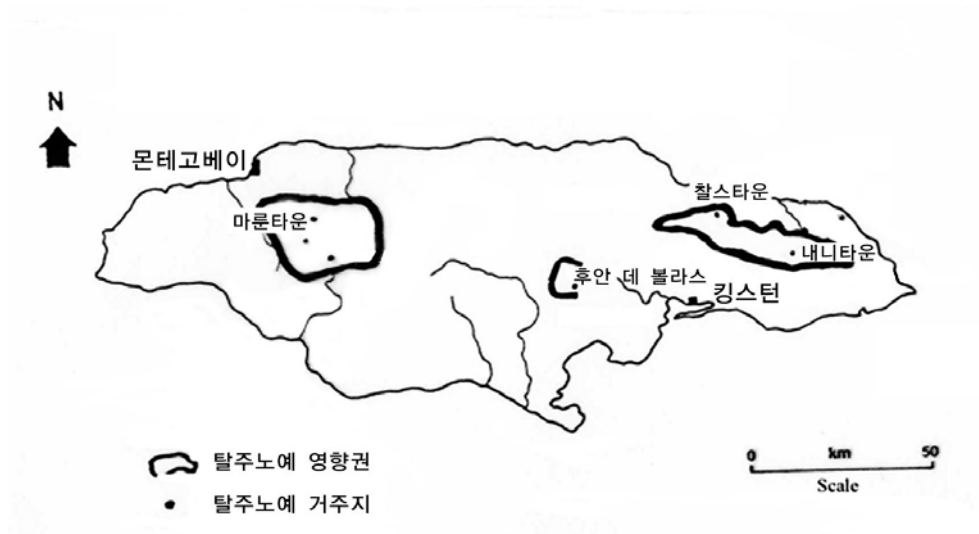 N
몬테고베이
찰스타운
마룬타운
내니타운
후안 데 볼라스
킹스턴
탈주노예 영향권
탈주노예 거주지
0 km 50
Scale